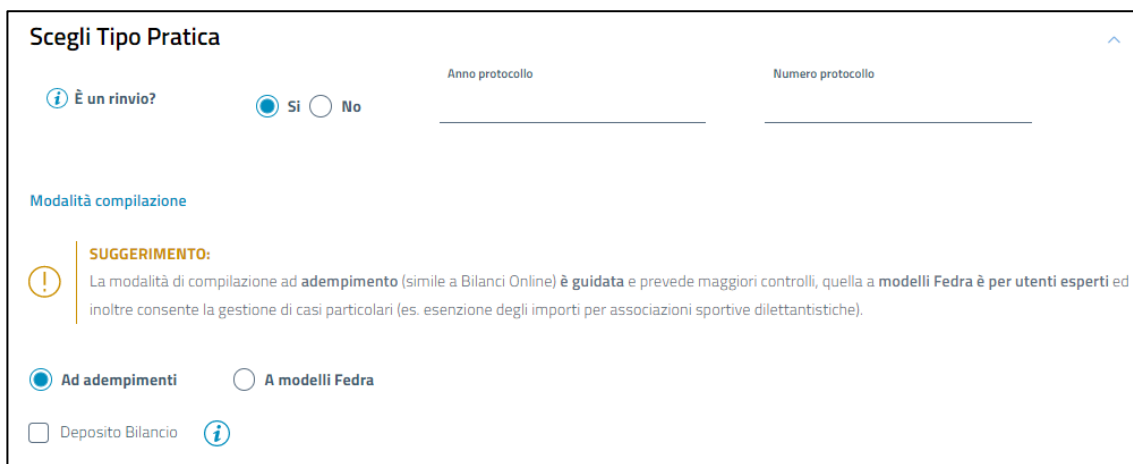 Scegli Tipo Pratica
Anno protocollo
Numero protocollo
È un rinvio?
Si
No
Modalità compilazione
SUGGERIMENTO:
La modalità di compilazione ad adempimento (simile a Bilanci Online) è guidata e prevede maggiori controlli, quella a modelli Fedra è per utenti esperti ed
inoltre consente la gestione di casi particolari (es. esenzione degli importi per associazioni sportive dilettantistiche).
Ad adempimenti
A modelli Fedra
Deposito Bilancio